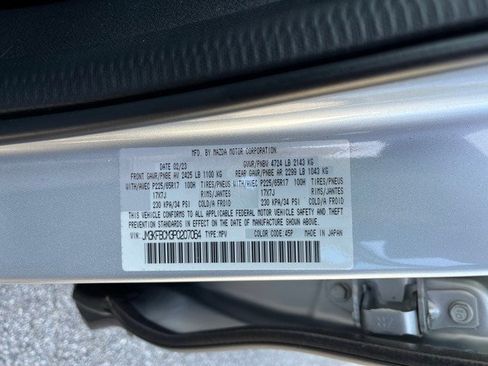 MFD. BY MAZDA MOTOR CORPORATION
DATE 02/23 GVWR/PNBV 4724 LB 2143 KG
FRONT GAWR/PNBE AV 2425 LB 1100 KG REAR GAWR/PNBE AR 2299 LB 1043 KG
WITH/AVEC P225/65R17 100H TIRES/PNEUS WITH/AVEC P225/65R17 100H TIRES/PNEUS
17X7J RIMS/JANTES 17X7J RIMS/JANTES
230 KPA/34 PSI COLD/A FROID 230 KPA/34 PSI COLD/A FROID
THIS VEHICLE CONFORMS TO ALL APPLICABLE FEDERAL MOTOR VEHICLE SAFETY AND THEFT
PREVENTION STANDARDS IN EFFECT ON THE DATE OF MANUFACTURE SHOWN ABOVE.
VIN: JM3KFBCM3P0207064 TYPE:MPV COLOR:45P MADE IN JAPAN